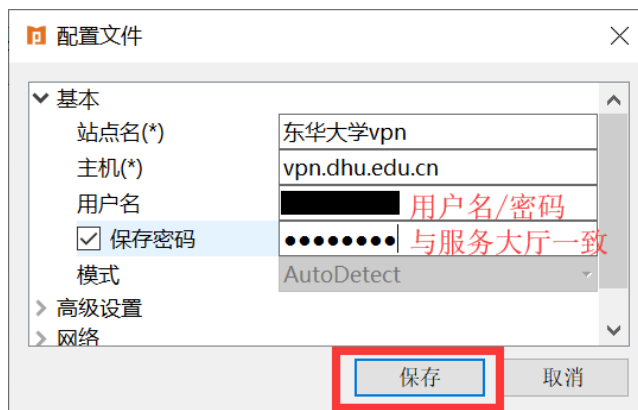 配置文件
基本
站点名(*) 东华大学vpn
主机(*) vpn.dhu.edu.cn
用户名 用户名/密码
保存密码 ●●●●●●●● 与服务大厅一致
模式 AutoDetect
高级设置
网络
保存 取消